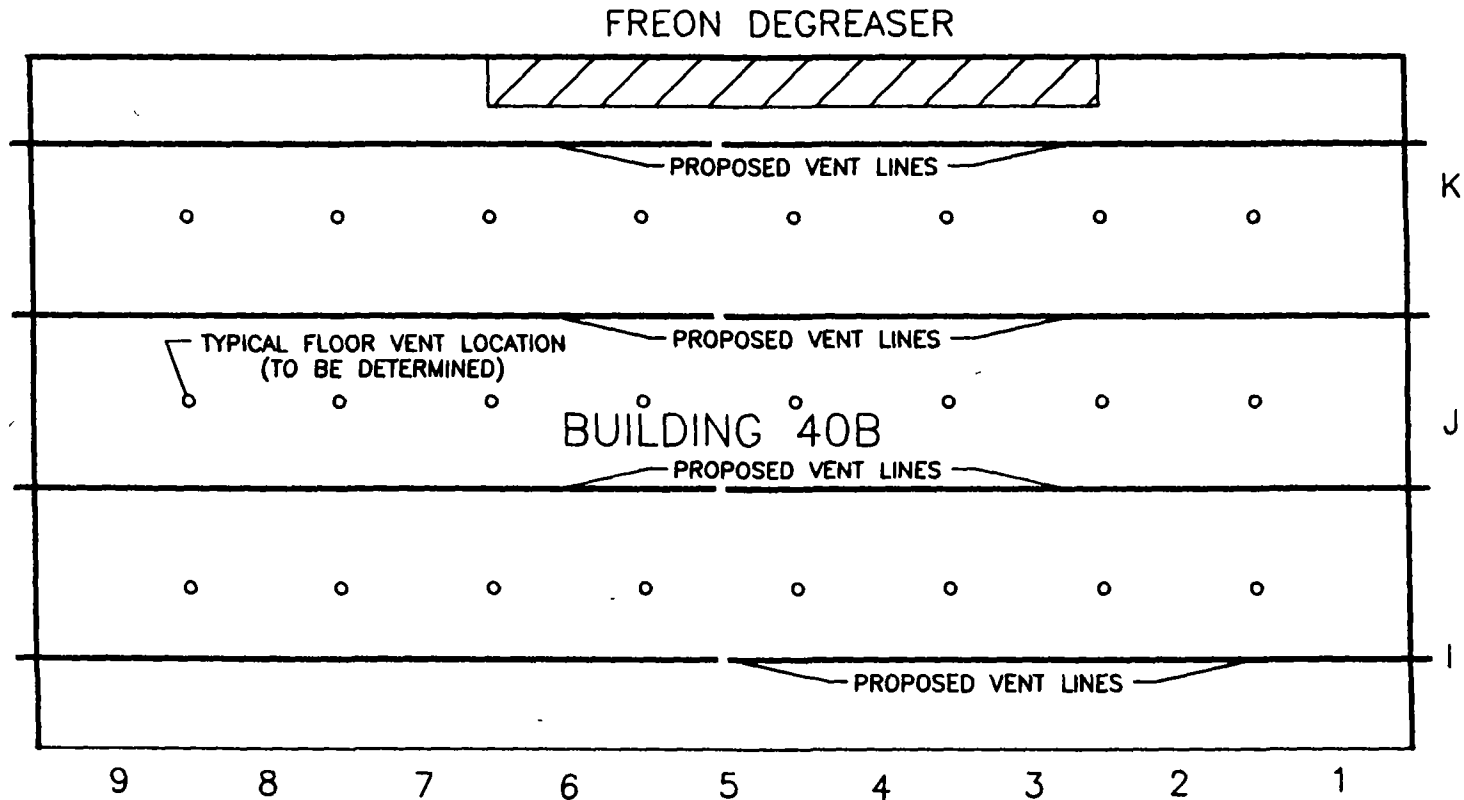 FREON DEGREASER
PROPOSED VENT LINES
K
PROPOSED VENT LINES
TYPICAL FLOOR VENT LOCATION
(TO BE DETERMINED)
J
BUILDING 40B
PROPOSED VENT LINES
I
PROPOSED VENT LINES
9 8 7 6 5 4 3 2 1